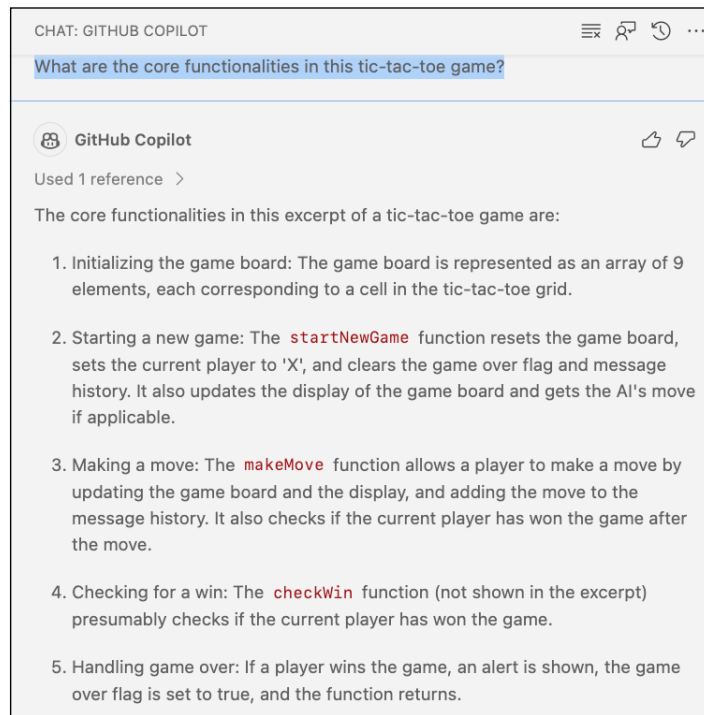 CHAT: GITHUB COPILOT
What are the core functionalities in this tic-tac-toe game?
GitHub Copilot
Used 1 reference
The core functionalities in this excerpt of a tic-tac-toe game are:
1. Initializing the game board: The game board is represented as an array of 9
elements, each corresponding to a cell in the tic-tac-toe grid.
2. Starting a new game: The startNewGame function resets the game board,
sets the current player to 'X', and clears the game over flag and message
history. It also updates the display of the game board and gets the AI's move
if applicable.
3. Making a move: The makeMove function allows a player to make a move by
updating the game board and the display, and adding the move to the
message history. It also checks if the current player has won the game after
the move.
4. Checking for a win: The checkWin function (not shown in the excerpt)
presumably checks if the current player has won the game.
5. Handling game over: If a player wins the game, an alert is shown, the game
over flag is set to true, and the function returns.